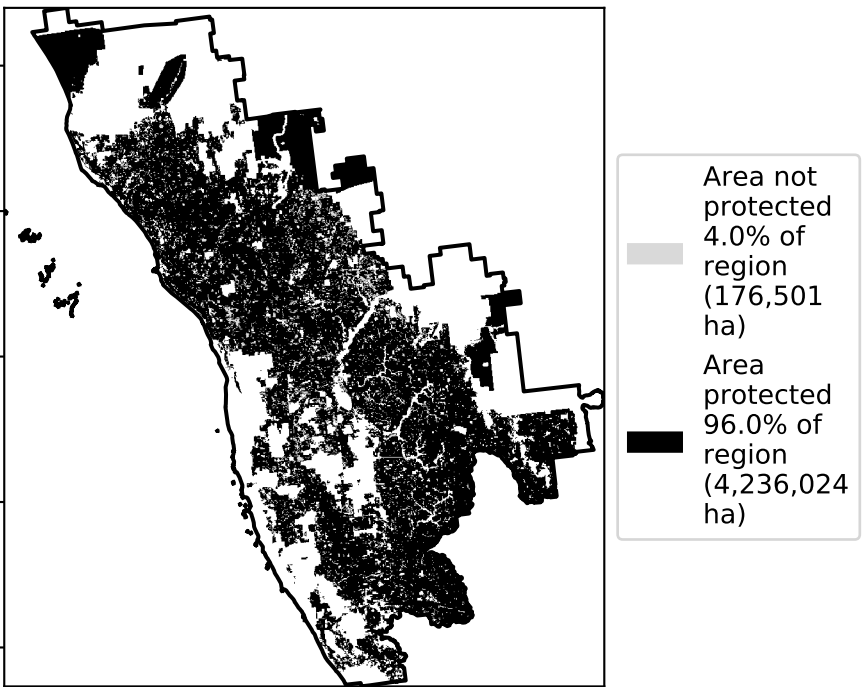 Area not
protected
4.0% of
region
(176,501
ha)
Area
protected
96.0% of
region
(4,236,024
ha)